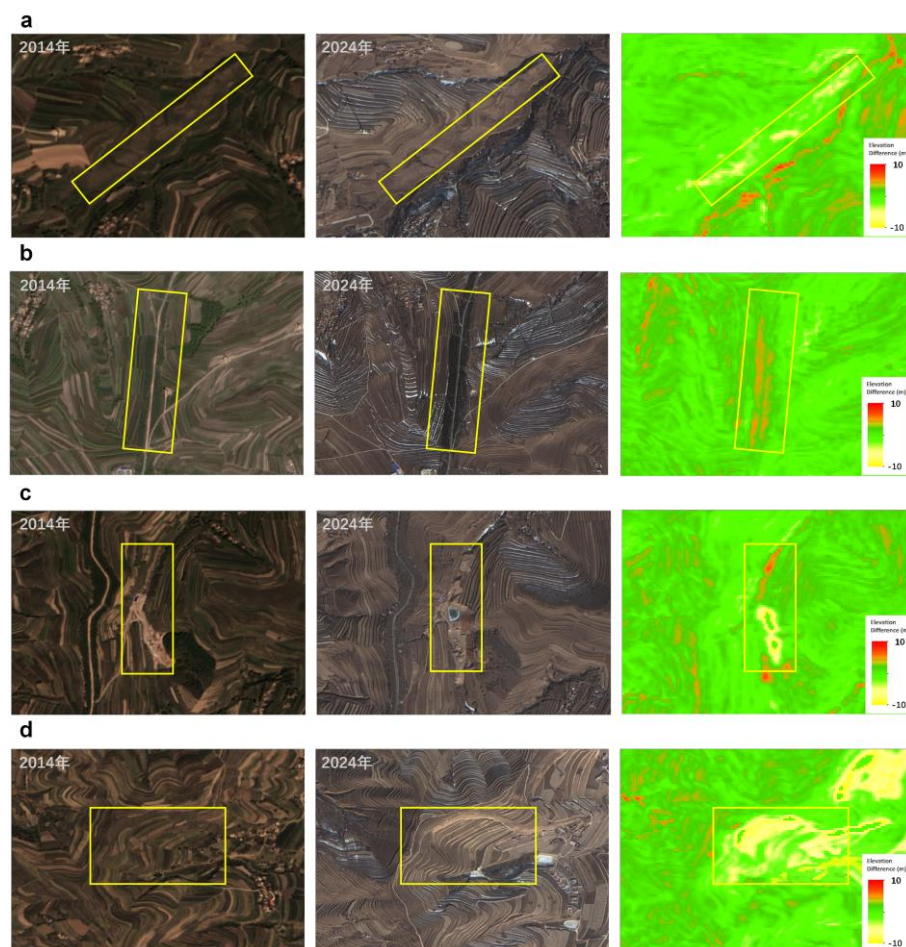 a
2014年
2024年
Elevation
Difference (m)
10
-10
b
2014年
2024年
Elevation
Difference (m)
10
-10
c
2014年
2024年
Elevation
Difference (m)
10
-10
d
2014年
2024年
Elevation
Difference (m)
10
-10